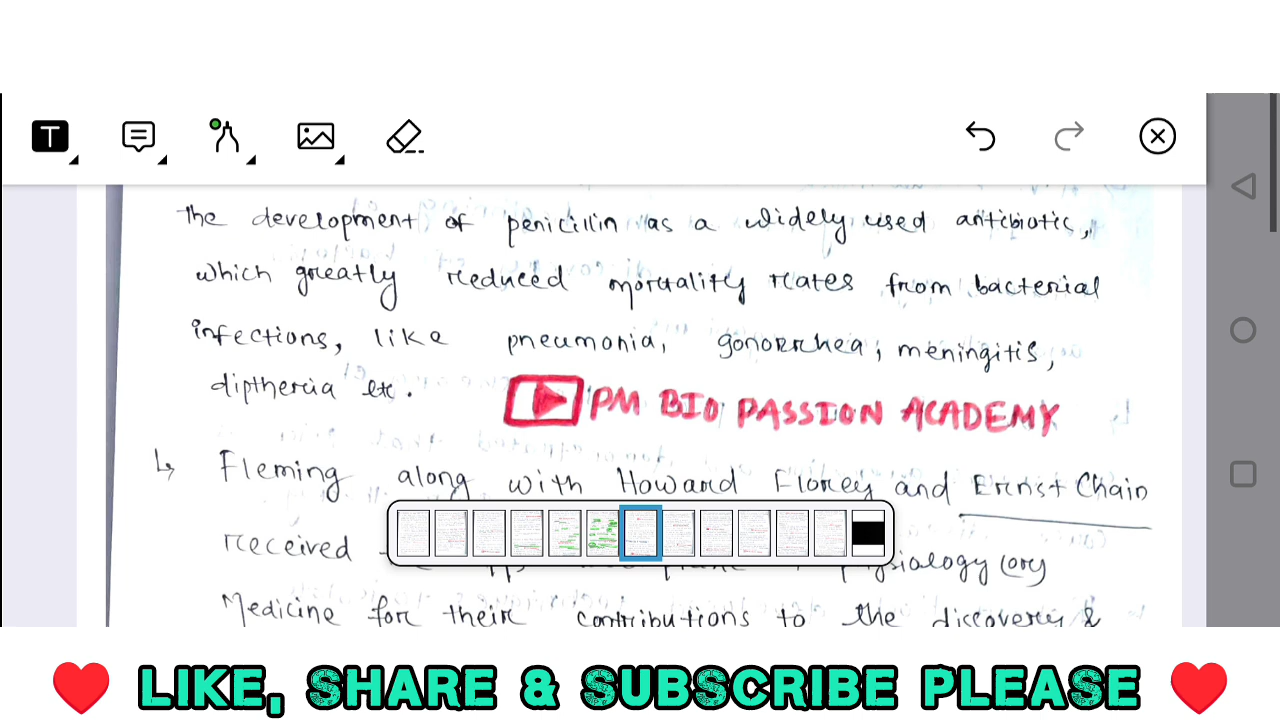 T
the development of penicillin as a widely used antibiotic,
which greatly reduced mortality rates from bacterial
infections, like pneumonia, gonorrhea, meningitis,
diptheria etc.
PM BIO PASSION ACADEMY
↳ Fleming along with Howard Florey and Ernst Chain
received physialogy (or)
Medicine for their contributions to the discovery &
LIKE, SHARE & SUBSCRIBE PLEASE